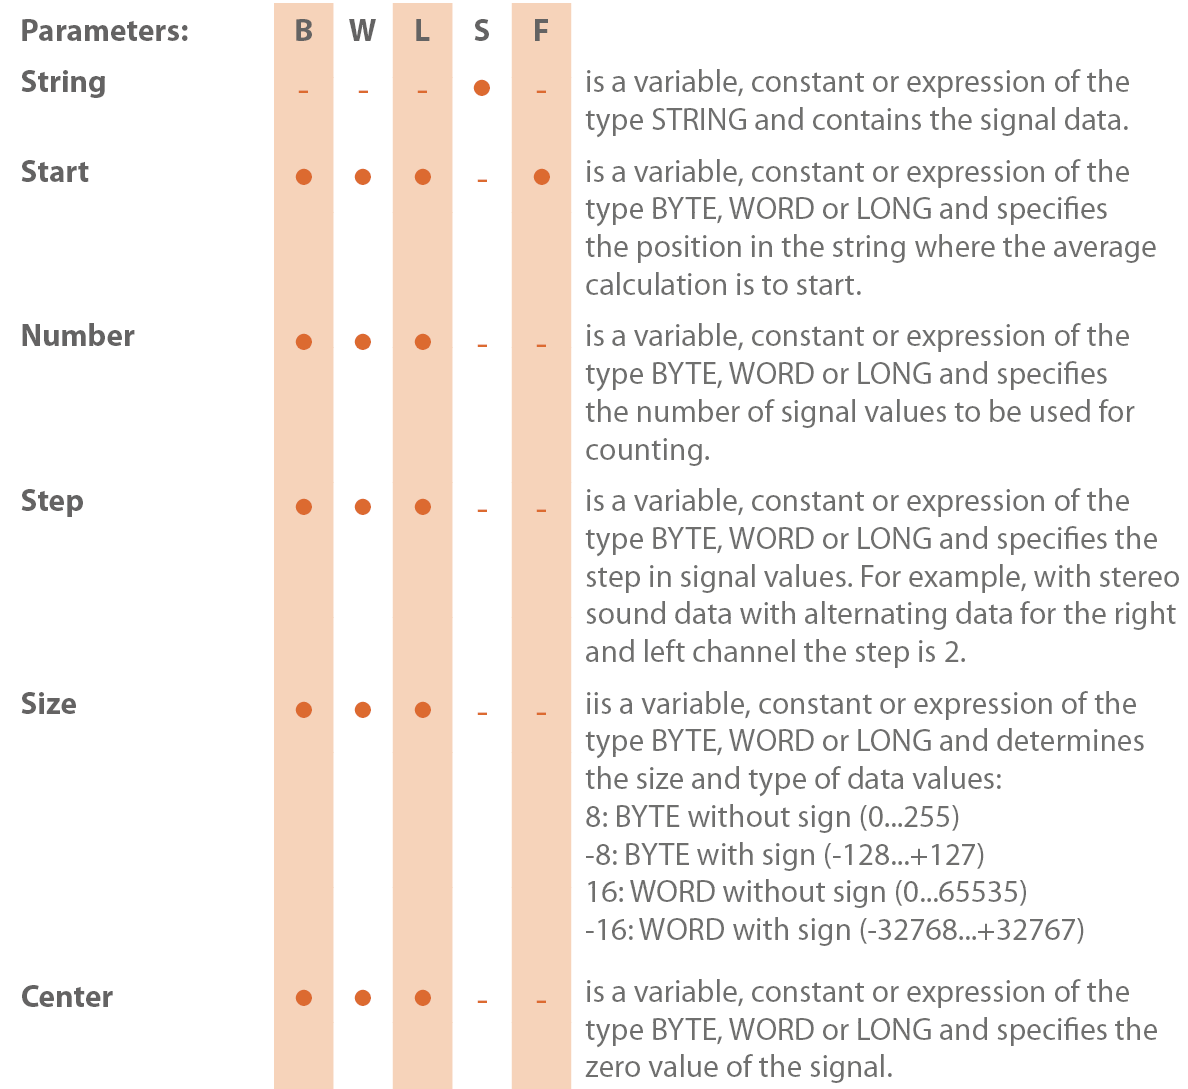 Parameters: B W L S F
String - - - ● - is a variable, constant or expression of the
type STRING and contains the signal data.
Start ● ● ● - ● is a variable, constant or expression of the
type BYTE, WORD or LONG and specifies
the position in the string where the average
calculation is to start.
Number ● ● ● - - is a variable, constant or expression of the
type BYTE, WORD or LONG and specifies
the number of signal values to be used for
counting.
Step ● ● ● - - is a variable, constant or expression of the
type BYTE, WORD or LONG and specifies the
step in signal values. For example, with stereo
sound data with alternating data for the right
and left channel the step is 2.
Size ● ● ● - - iis a variable, constant or expression of the
type BYTE, WORD or LONG and determines
the size and type of data values:
8: BYTE without sign (0...255)
-8: BYTE with sign (-128...+127)
16: WORD without sign (0...65535)
-16: WORD with sign (-32768...+32767)
Center ● ● ● - - is a variable, constant or expression of the
type BYTE, WORD or LONG and specifies the
zero value of the signal.